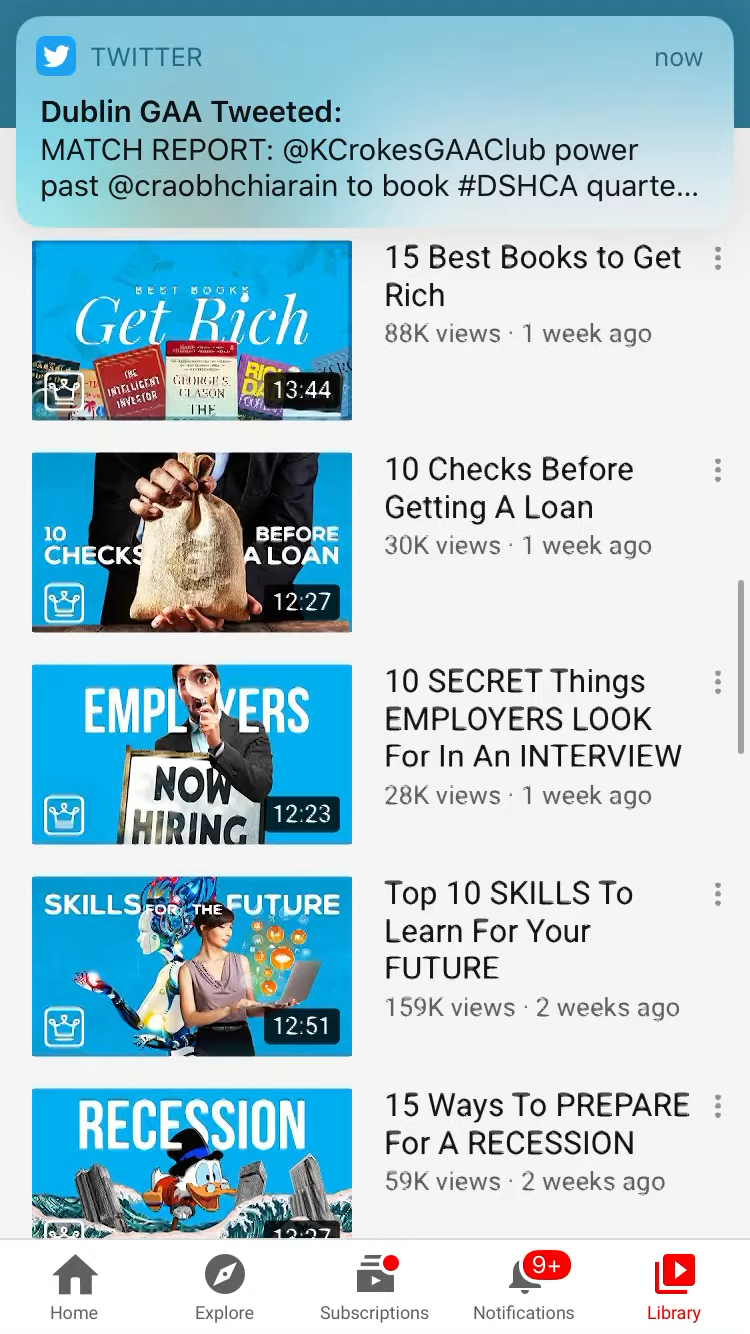 TWITTER
now
Dublin GAA Tweeted:
MATCH REPORT: @KCrokesGAAClub power
past @craobhchiarain to book #DSHCA quarte...
BEST BOOKS
Get Rich
THE
INTELLIGENT
INVESTOR
GEORGE S.
CLASON
THE
13:44
15 Best Books to Get
Rich
88K views · 1 week ago
10
CHECKS
BEFORE
A LOAN
12:27
10 Checks Before
Getting A Loan
30K views · 1 week ago
EMPL YERS
NOW
HIRING
12:23
10 SECRET Things
EMPLOYERS LOOK
For In An INTERVIEW
28K views · 1 week ago
SKILLS FOR THE FUTURE
12:51
Top 10 SKILLS To
Learn For Your
FUTURE
159K views · 2 weeks ago
RECESSION
13:27
15 Ways To PREPARE
For A RECESSION
59K views · 2 weeks ago
9+
Home
Explore
Subscriptions
Notifications
Library